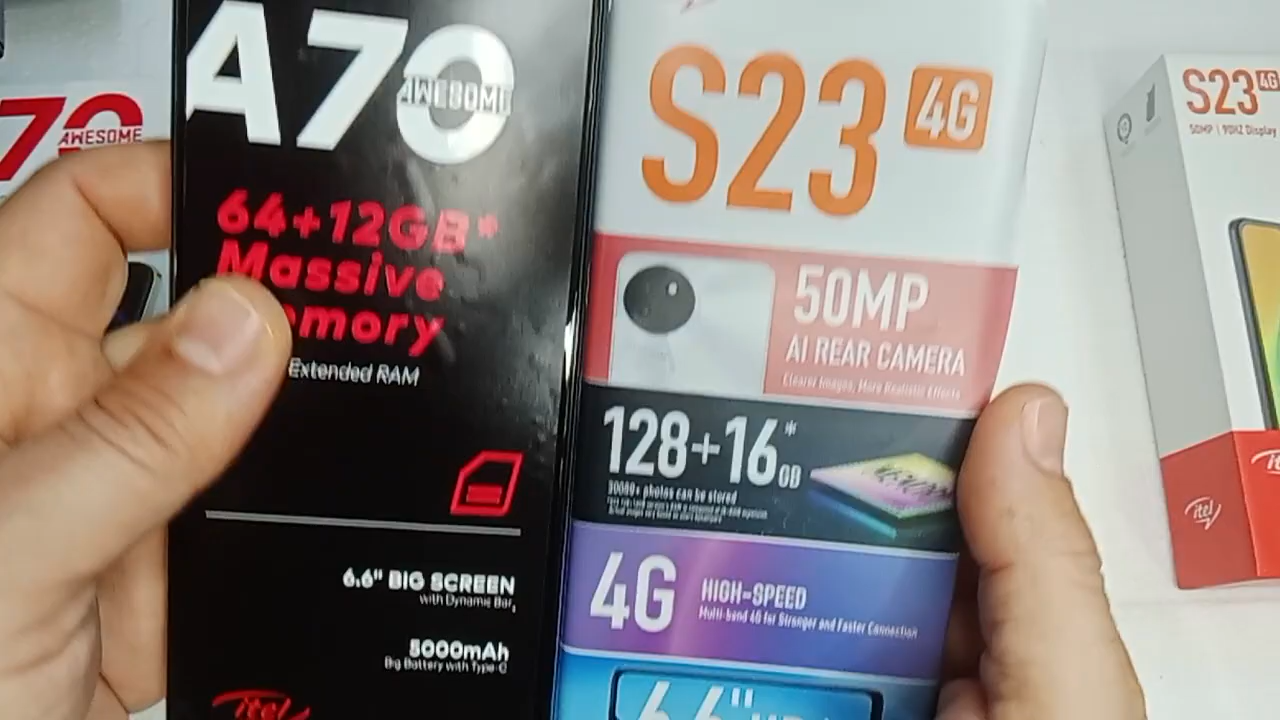 A70
AWESOME
64+12GB*
Massive
emory
Extended RAM
6.6" BIG SCREEN
with Dynamic Bar,
5000mAh
Big Battery with Type-C
itel
S23 4G
50MP
AI REAR CAMERA
Clearer Images, More Realistic Effects
128+16*
GB
30000+ photos can be stored
4G HIGH-SPEED
Multi-band 4G for Stronger and Faster Connection
6.6"
70
AWESOME
S23 4G
50MP | 90HZ Display
itel